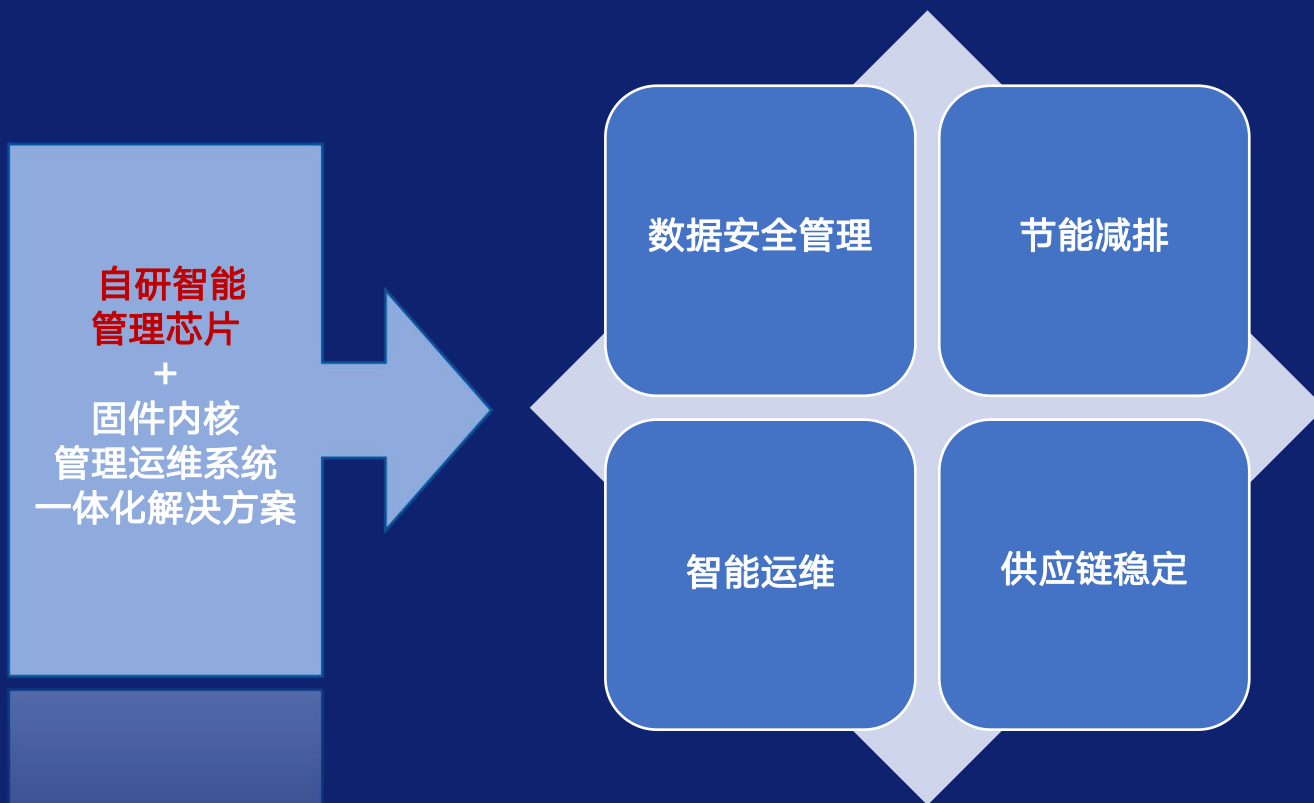 自研智能
管理芯片
+
固件内核
管理运维系统
一体化解决方案
数据安全管理
节能减排
智能运维
供应链稳定